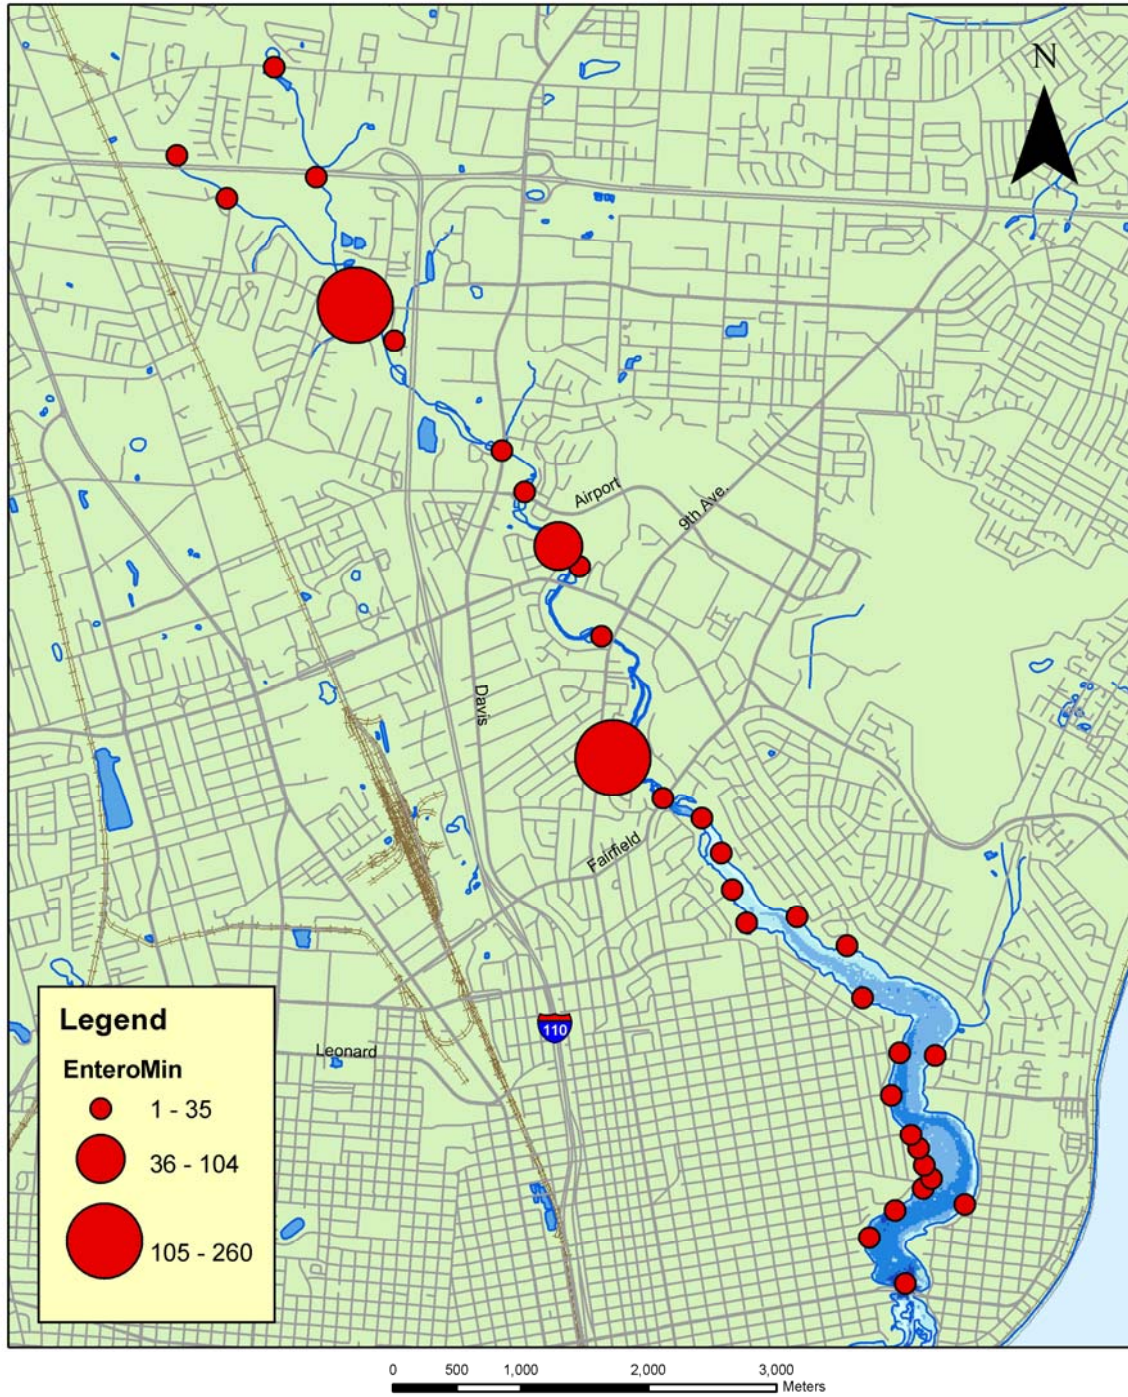 N
Airport
9th Ave.
Davis
Fairfield
110
Leonard
Legend
EnteroMin
1 - 35
36 - 104
105 - 260
0 500 1,000 2,000 3,000
Meters